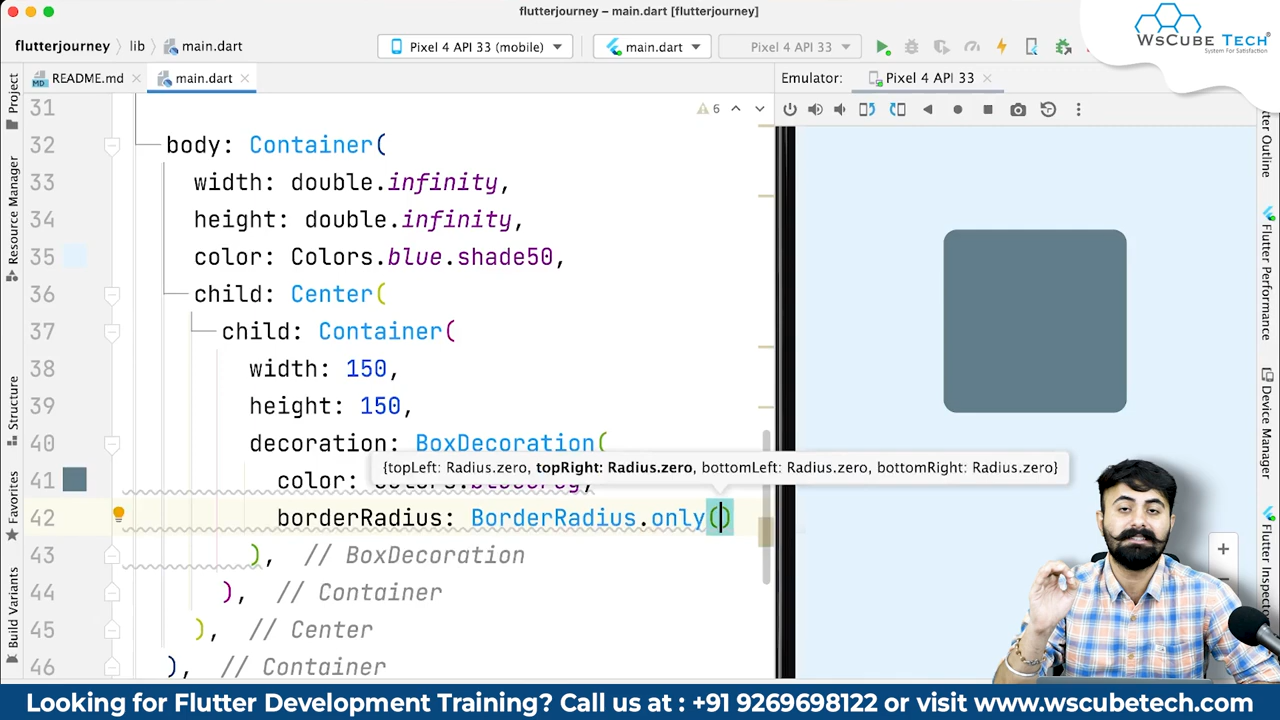 flutterjourney – main.dart [flutterjourney]
flutterjourney
lib
main.dart
Pixel 4 API 33 (mobile)
main.dart
Pixel 4 API 33
WsCube Tech®
System For Satisfaction
README.md
main.dart
Emulator:
Pixel 4 API 33
6
31
32 body: Container(
33 width: double.infinity,
34 height: double.infinity,
35 color: Colors.blue.shade50,
36 child: Center(
37 child: Container(
38 width: 150,
39 height: 150,
40 decoration: BoxDecoration(
{topLeft: Radius.zero, topRight: Radius.zero, bottomLeft: Radius.zero, bottomRight: Radius.zero}
41 color:
42 borderRadius: BorderRadius.only()
43 ), // BoxDecoration
44 ), // Container
45 ), // Center
46 ), // Container
Project
Resource Manager
Structure
Favorites
Build Variants
Flutter Outline
Flutter Performance
Device Manager
Flutter Inspector
Looking for Flutter Development Training? Call us at : +91 9269698122 or visit www.wscubetech.com